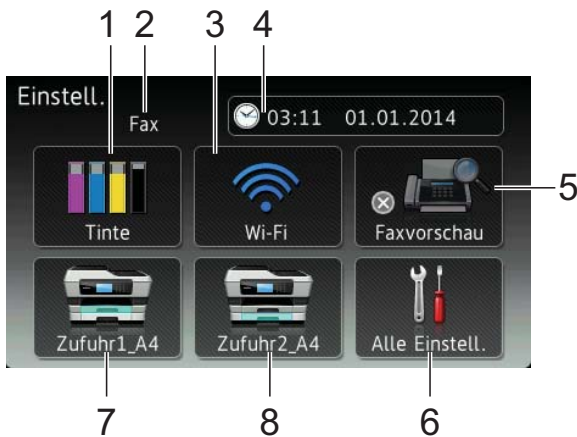 1 2 3 4
Einstell.
Fax
03:11 01.01.2014
5
Tinte Wi-Fi Faxvorschau
Zufuhr1_A4 Zufuhr2_A4 Alle Einstell.
7 8 6